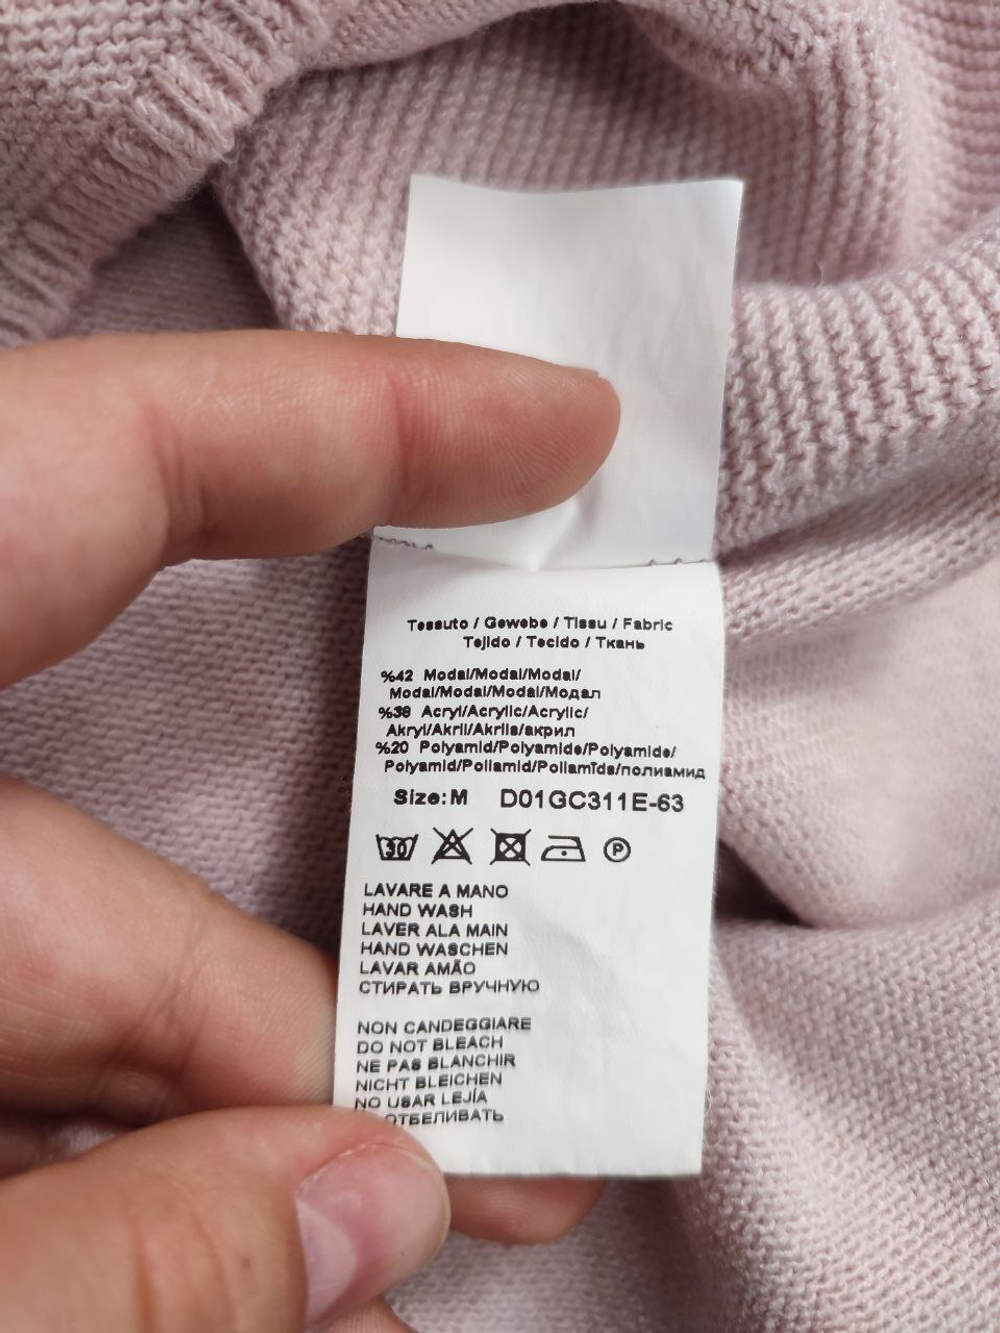 Tessuto / Gewebe / Tissu / Fabric
Tejido / Tecido / Ткань
%42 Modal/Modal/Modal/
Modal/Modal/Modal/Модал
%38 Acryl/Acrylic/Acrylic/
Akryl/Akril/Akrils/акрил
%20 Polyamid/Polyamide/Polyamide/
Polyamid/Poliamid/Poliamīds/полиамид
Size:M D01GC311E-63
30 P
LAVARE A MANO
HAND WASH
LAVER ALA MAIN
HAND WASCHEN
LAVAR AMÃO
СТИРАТЬ ВРУЧНУЮ
NON CANDEGGIARE
DO NOT BLEACH
NE PAS BLANCHIR
NICHT BLEICHEN
NO USAR LEJÍA
ОТБЕЛИВАТЬ